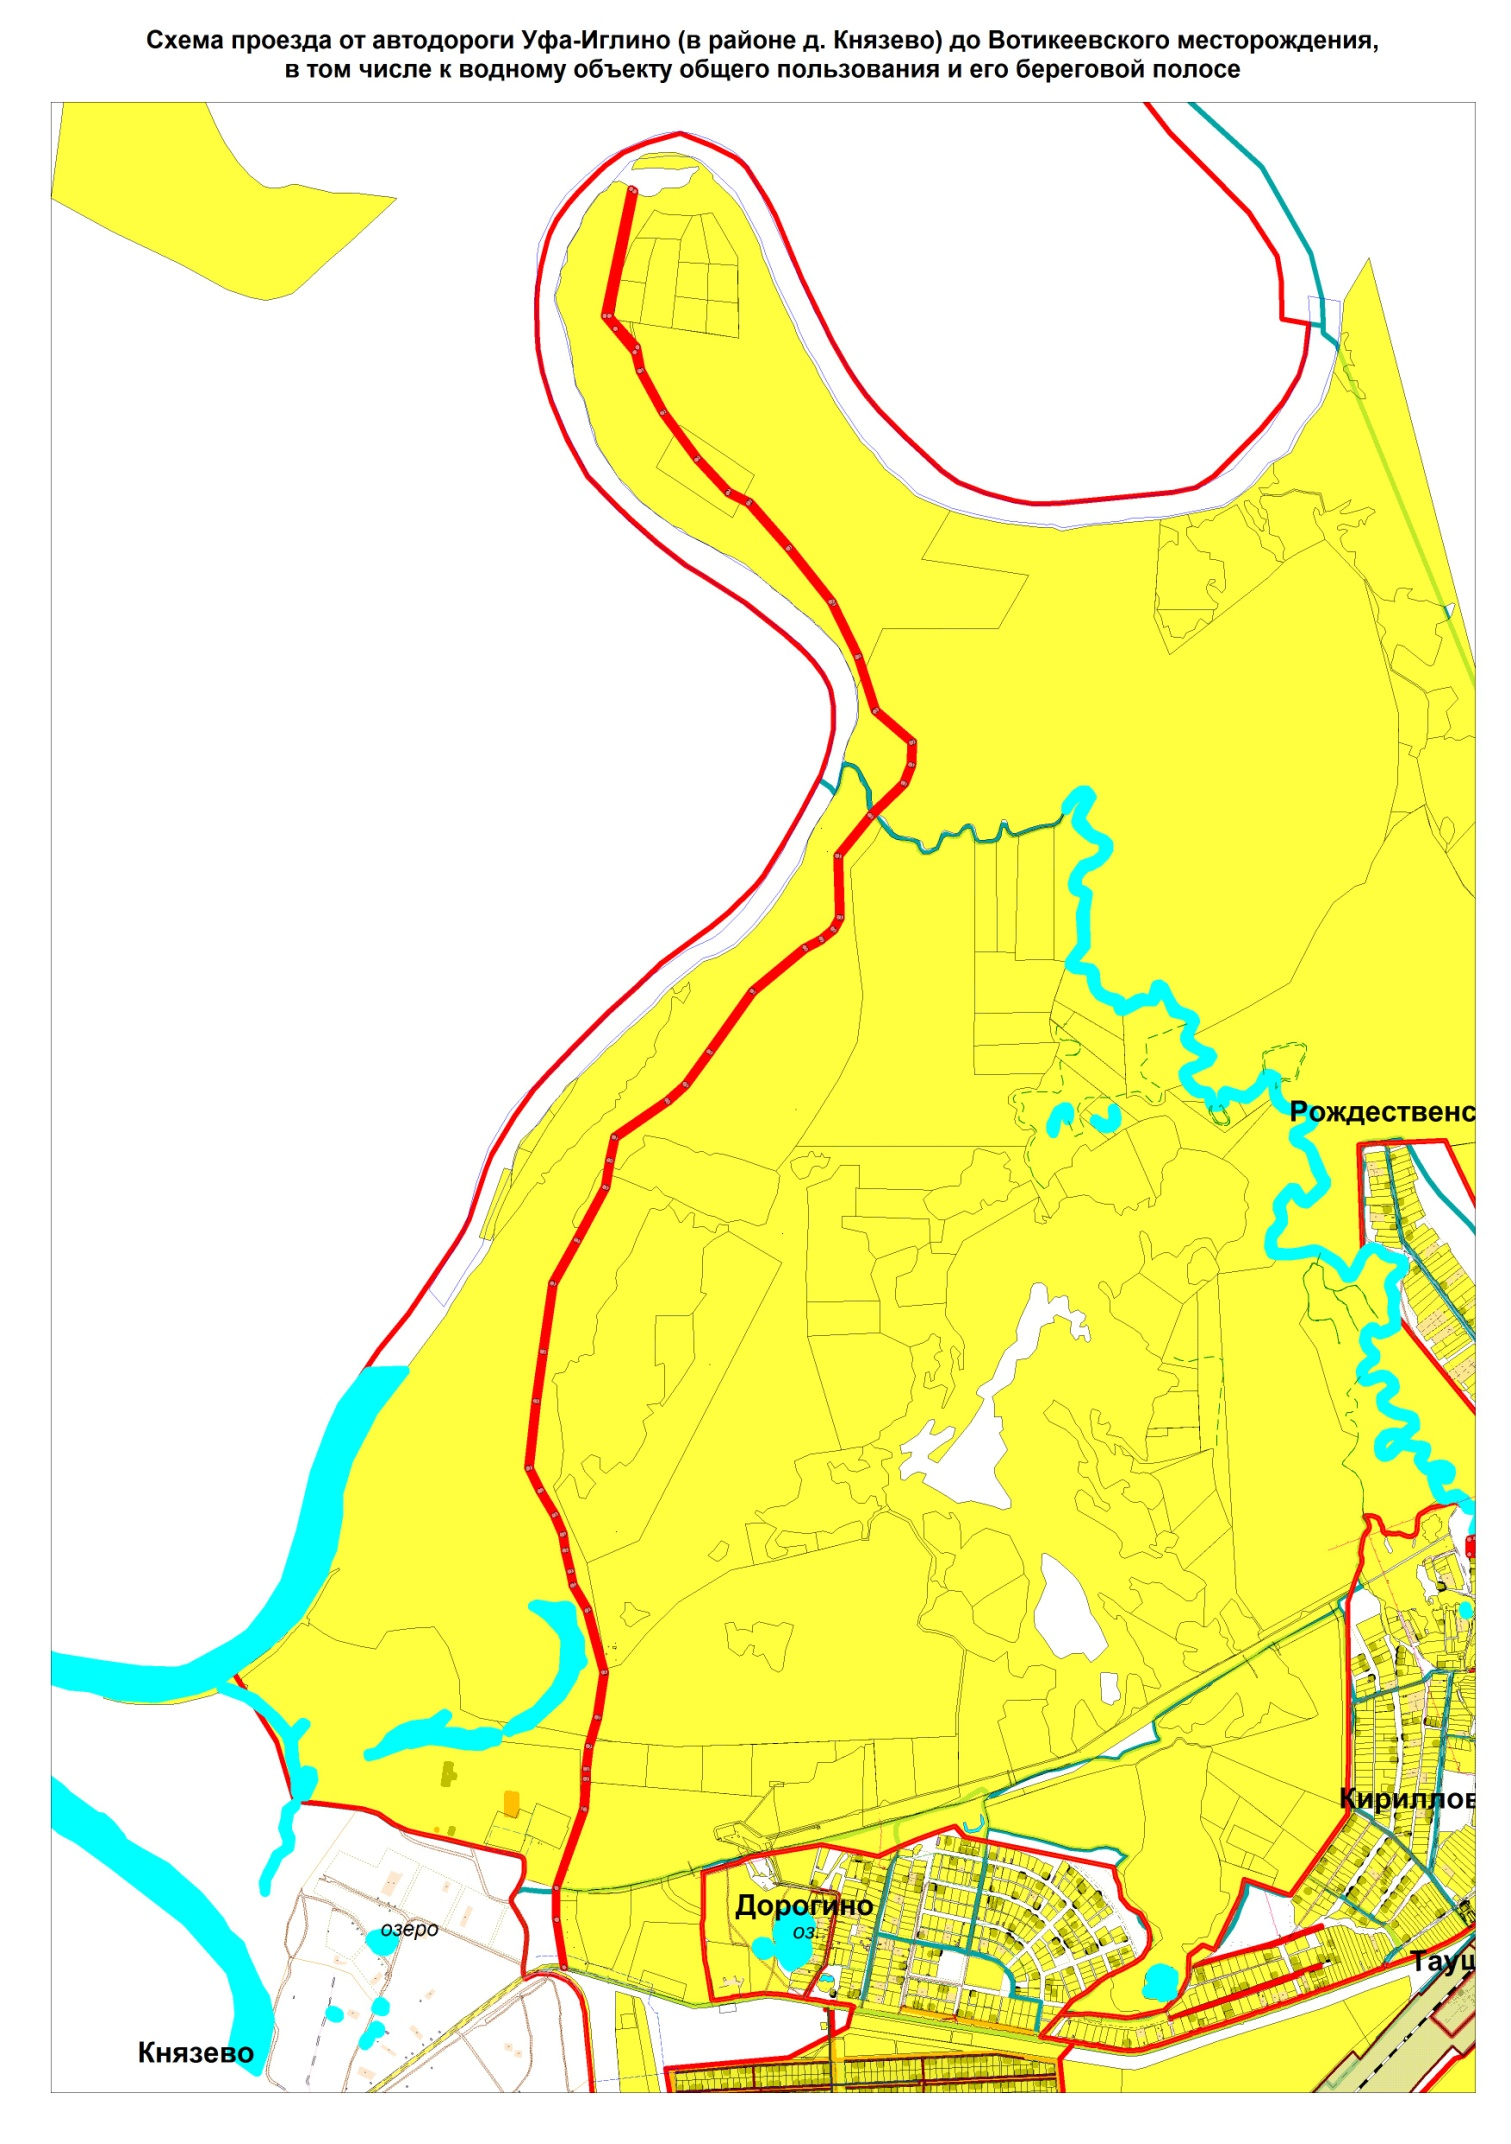 Схема проезда от автодороги Уфа-Иглино (в районе д. Князево) до Вотикеевского месторождения,
в том числе к водному объекту общего пользования и его береговой полосе
Рождественс
Кириллов
Дорогино
оз.
озеро
Тауш
Князево